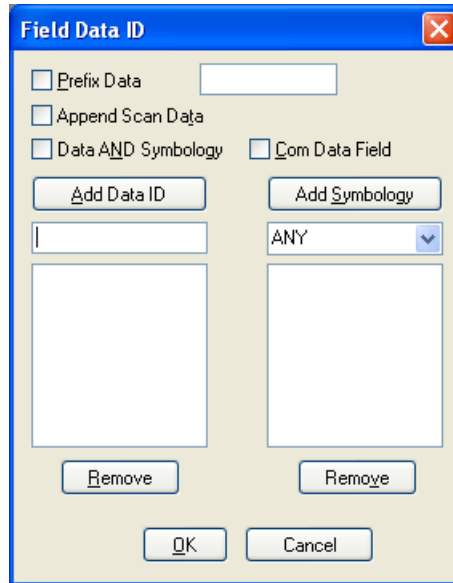 Field Data ID
Prefix Data
Append Scan Data
Data AND Symbology Com Data Field
Add Data ID Add Symbology
ANY
Remove Remove
OK Cancel